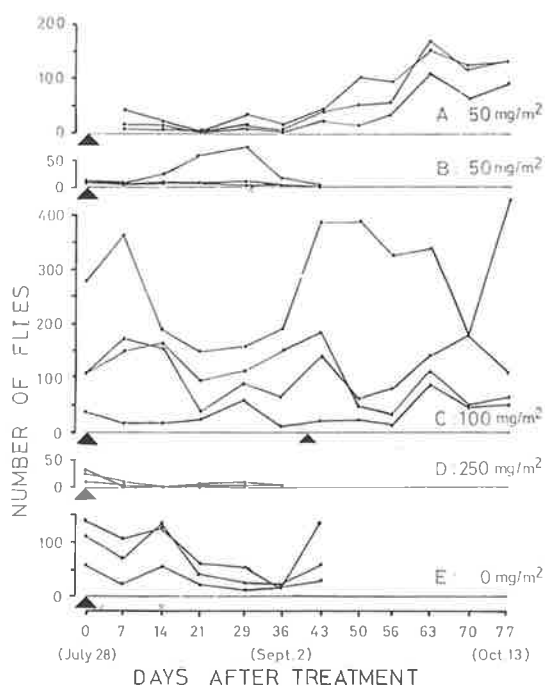 200
150
100
50
0
A 50 mg/m²
50
0
B : 50 mg/m²
400
300
200
100
0
C : 100 mg/m²
50
0
D : 250 mg/m²
100
0
E : 0 mg/m²
NUMBER OF FLIES
0 7 14 21 29 36 43 50 56 63 70 77
(July 28) (Sept. 2) (Oct. 13)
DAYS AFTER TREATMENT